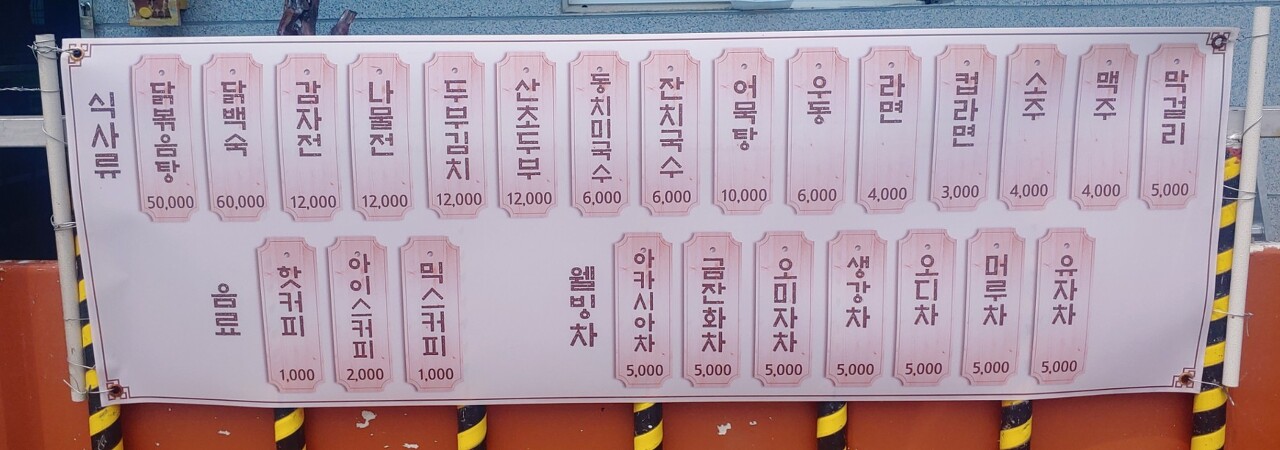 식사류
닭볶음탕 50,000
닭백숙 60,000
감자전 12,000
나물전 12,000
두부김치 12,000
산초두부 12,000
동치미국수 6,000
잔치국수 6,000
어묵탕 10,000
우동 6,000
라면 4,000
컵라면 3,000
소주 4,000
맥주 4,000
막걸리 5,000
음료
핫커피 1,000
아이스커피 2,000
믹스커피 1,000
웰빙차
아카시아차 5,000
금잔화차 5,000
오미자차 5,000
생강차 5,000
오디차 5,000
머루차 5,000
유자차 5,000